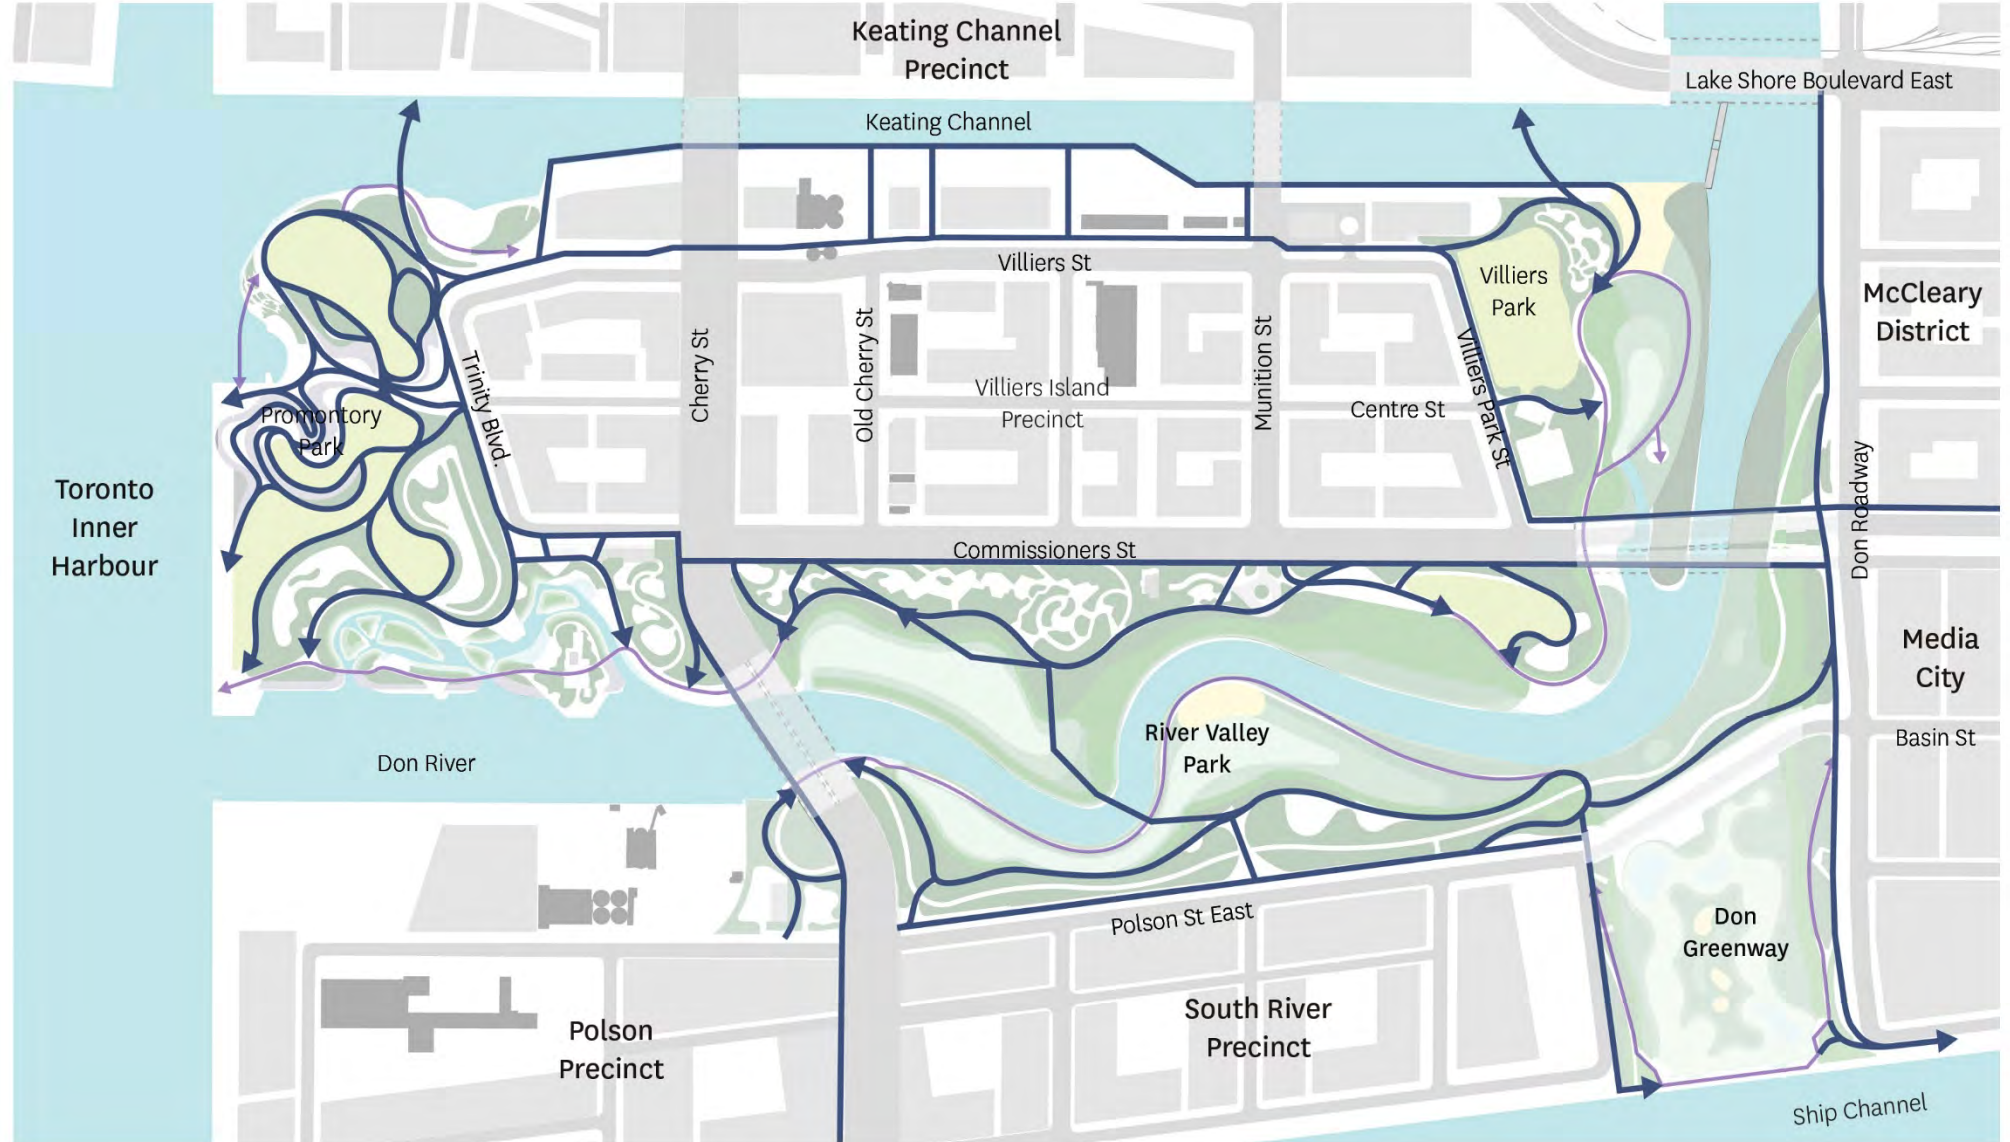 Keating Channel
Precinct
Lake Shore Boulevard East
Keating Channel
Villiers St
Villiers
Park
McCleary
District
Trinity Blvd.
Cherry St
Old Cherry St
Villiers Island
Precinct
Munition St
Centre St
Villiers Park St
Promontory
Park
Toronto
Inner
Harbour
Don Roadway
Commissioners St
Media
City
River Valley
Park
Basin St
Don River
Polson St East
Don
Greenway
South River
Precinct
Polson
Precinct
Ship Channel